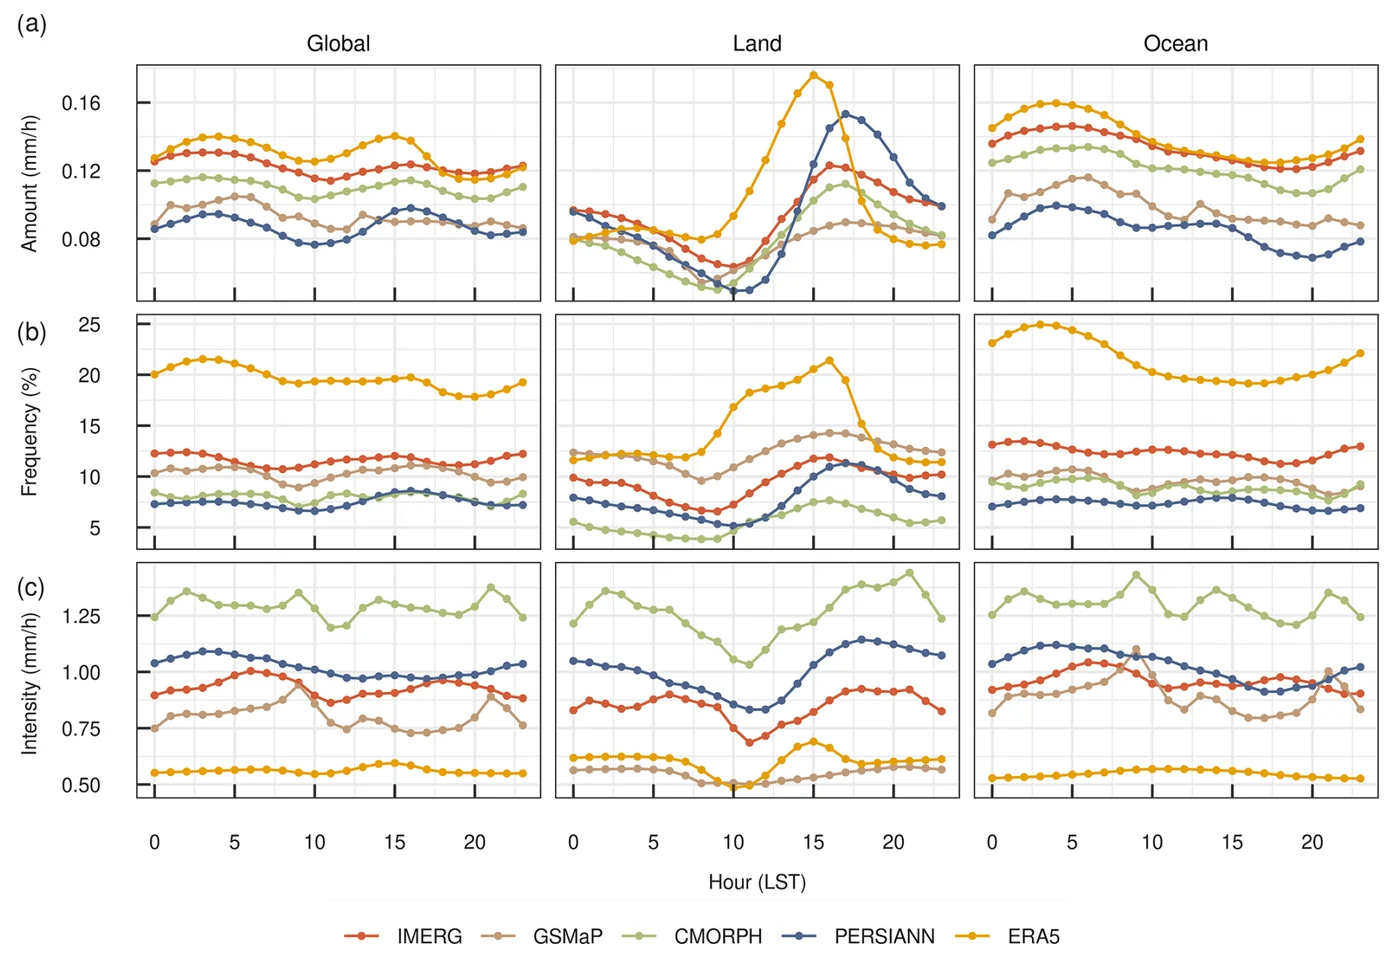 (a)
Global Land Ocean
Amount (mm/h)
0.16
0.12
0.08
(b)
Frequency (%)
25
20
15
10
5
(c)
Intensity (mm/h)
1.25
1.00
0.75
0.50
0 5 10 15 20 0 5 10 15 20 0 5 10 15 20
Hour (LST)
IMERG GSMaP CMORPH PERSIANN ERA5